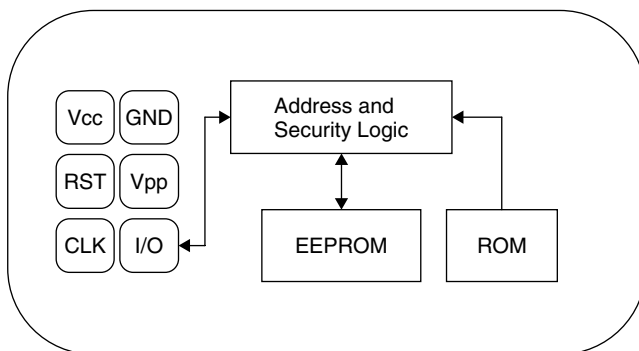 Vcc GND
RST Vpp
CLK I/O
Address and
Security Logic
EEPROM
ROM